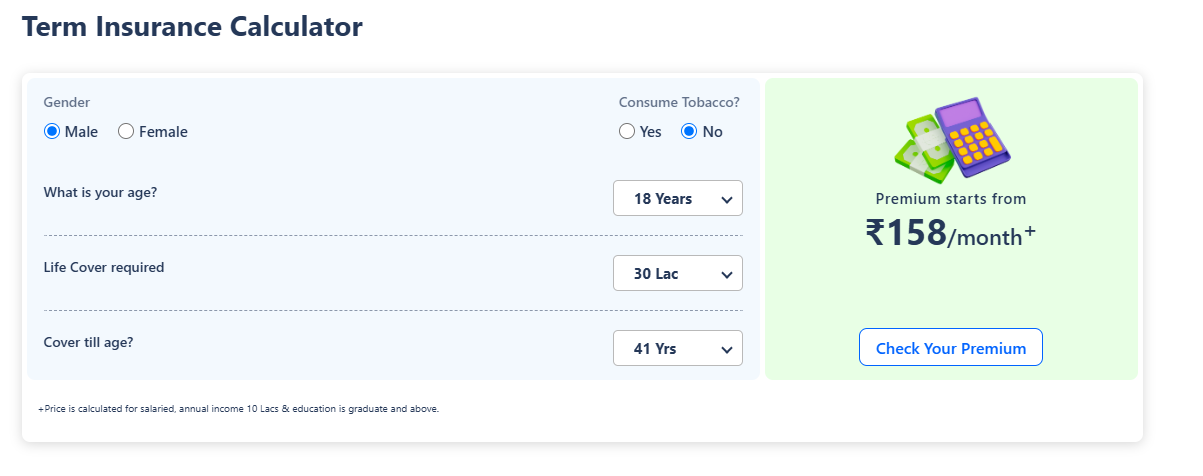 Term Insurance Calculator
Gender
Consume Tobacco?
Male
Female
Yes
No
What is your age?
18 Years
Life Cover required
30 Lac
Cover till age?
41 Yrs
Premium starts from
₹158/month+
Check Your Premium
+Price is calculated for salaried, annual income 10 Lacs & education is graduate and above.